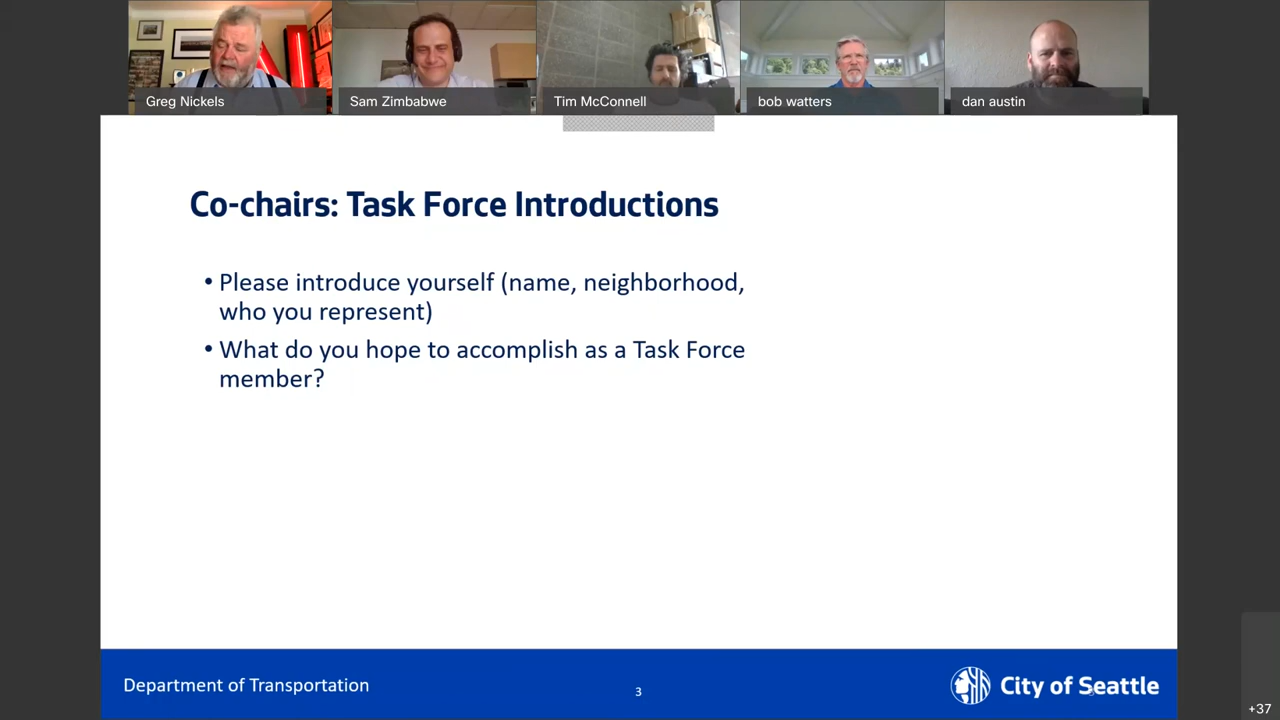 Greg Nickels
Sam Zimbabwe
Tim McConnell
bob watters
dan austin
Co-chairs: Task Force Introductions
• Please introduce yourself (name, neighborhood,
who you represent)
• What do you hope to accomplish as a Task Force
member?
Department of Transportation
3
City of Seattle
+37